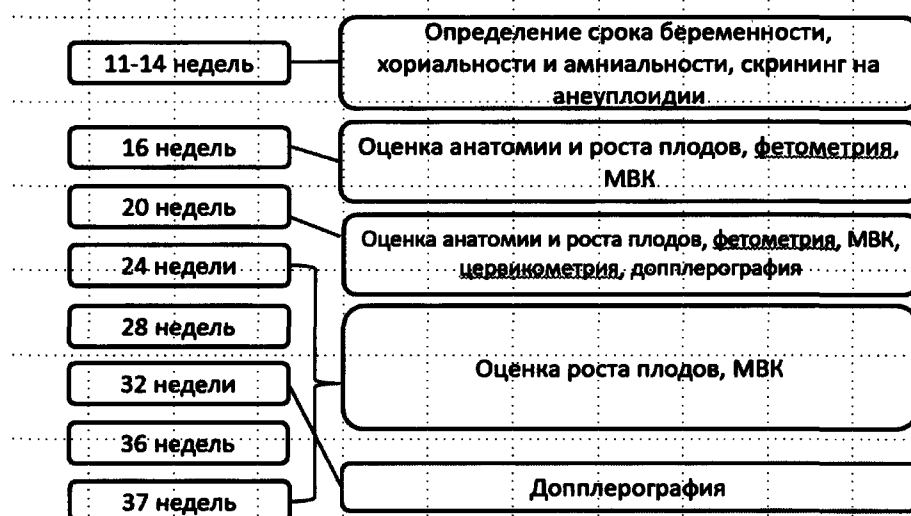 11-14 недель
Определение срока беременности,
хориальности и амниальности, скрининг на
анеуплоидии
16 недель
Оценка анатомии и роста плодов, фетометрия,
МВК
20 недель
Оценка анатомии и роста плодов, фетометрия, МВК,
цервикометрия, допплерография
24 недели
28 недель
Оценка роста плодов, МВК
32 недели
36 недель
Допплерография
37 недель